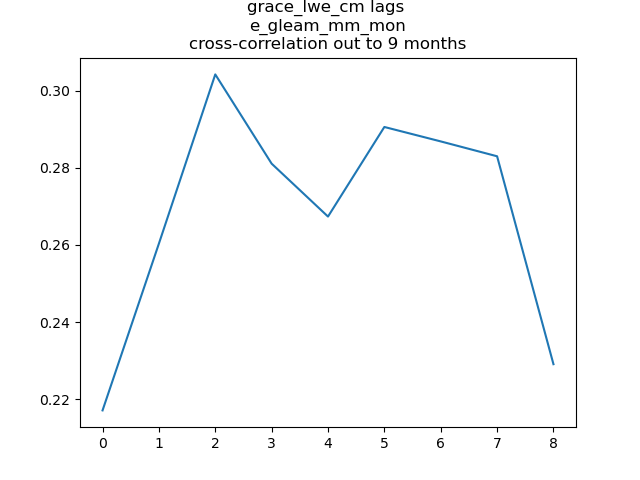 grace_lwe_cm lags
e_gleam_mm_mon
cross-correlation out to 9 months
0.30
0.28
0.26
0.24
0.22
0 1 2 3 4 5 6 7 8